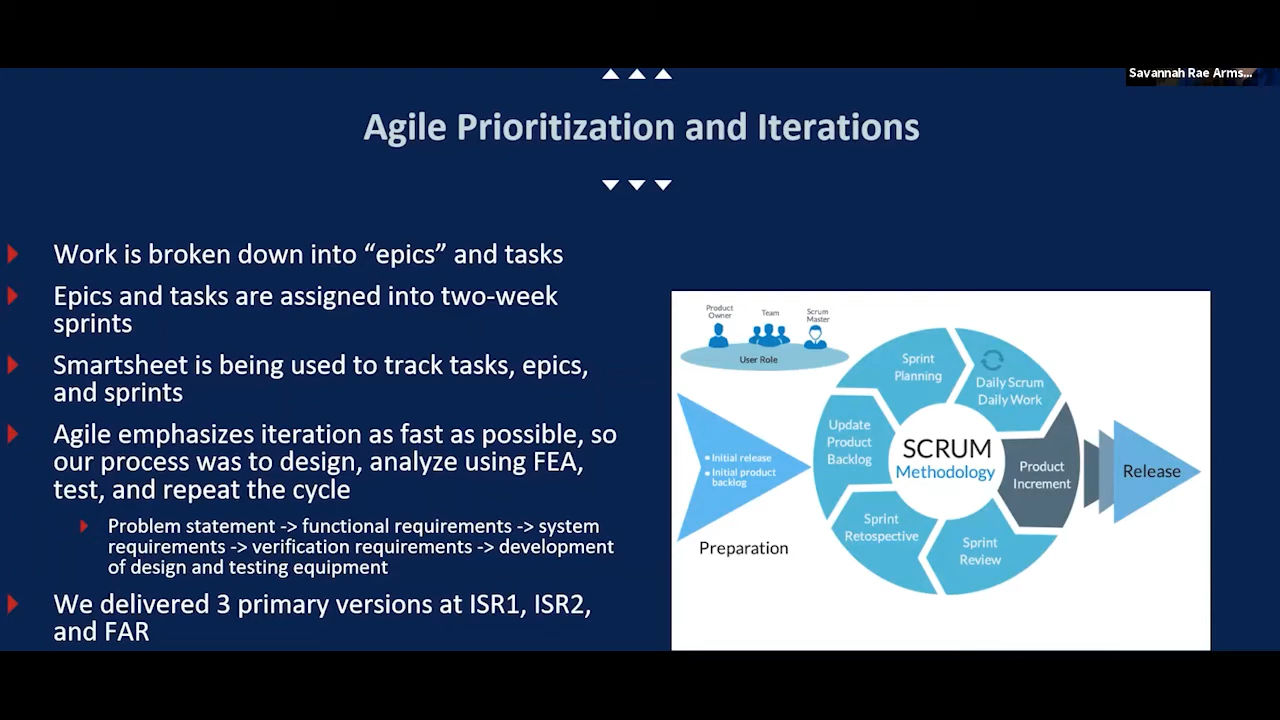 Savannah Rae Arms...
Agile Prioritization and Iterations
Work is broken down into “epics” and tasks
Epics and tasks are assigned into two-week
sprints
Smartsheet is being used to track tasks, epics,
and sprints
Agile emphasizes iteration as fast as possible, so
our process was to design, analyze using FEA,
test, and repeat the cycle
Problem statement -> functional requirements -> system
requirements -> verification requirements -> development
of design and testing equipment
We delivered 3 primary versions at ISR1, ISR2,
and FAR
Product
Owner
Team
Scrum
Master
User Role
Initial release
Initial product
backlog
Preparation
Sprint
Planning
Daily Scrum
Daily Work
Update
Product
Backlog
SCRUM
Methodology
Product
Increment
Sprint
Retospective
Sprint
Review
Release